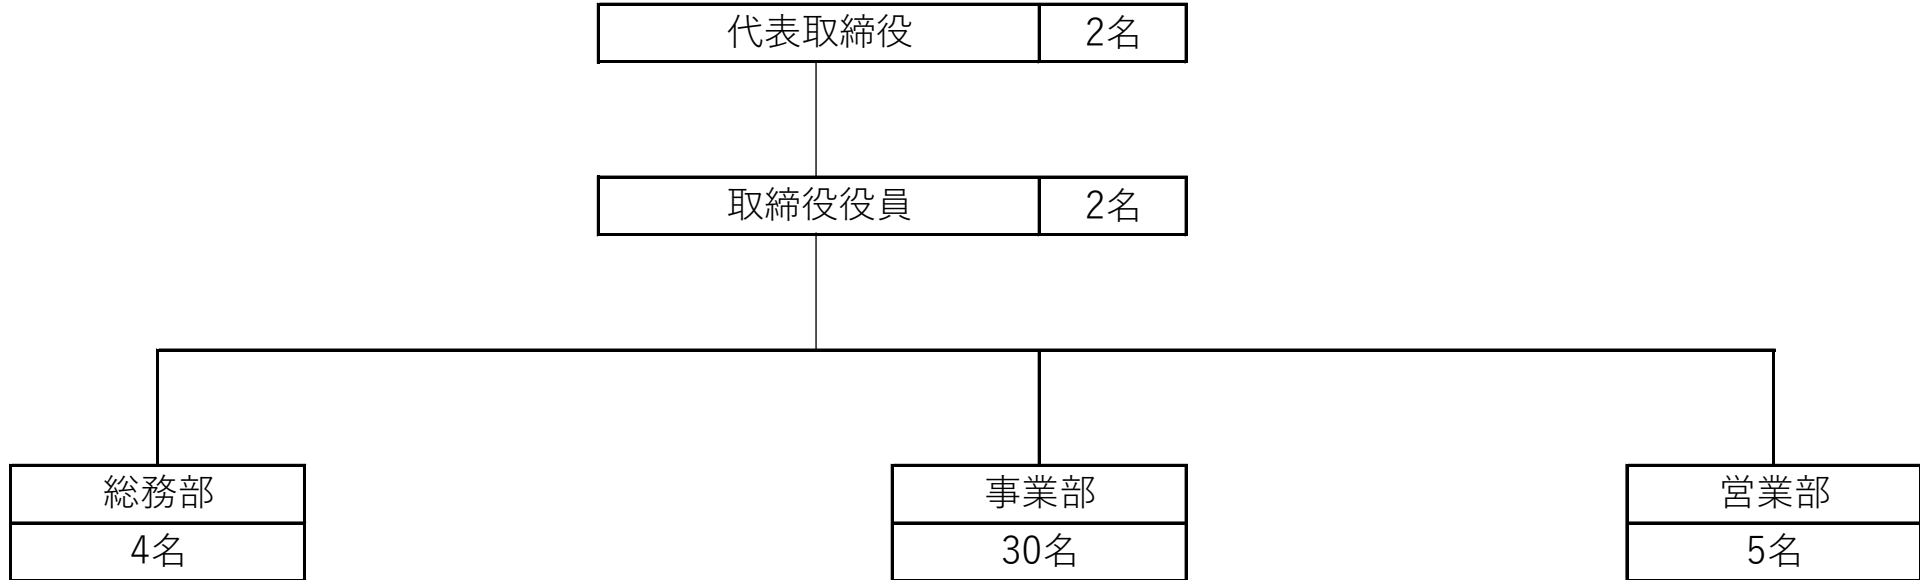 代表取締役 2名
取締役役員 2名
総務部 事業部 営業部
4名 30名 5名